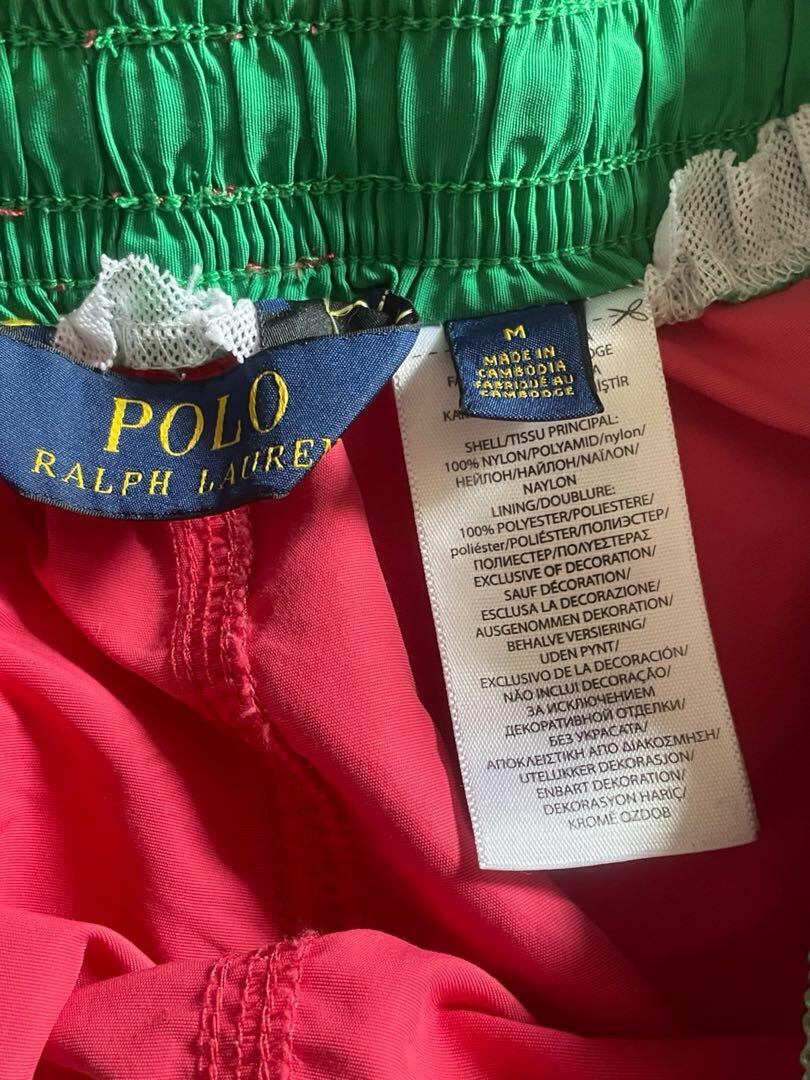 POLO
RALPH LAUREN
M
MADE IN
CAMBODIA
FABRIQUÉ AU
CAMBODGE
SHELL/TISSU PRINCIPAL:
100% NYLON/POLYAMID/nylon/
НЕЙЛОН/НАЙЛОН/ΝΑΪΛΟΝ/
NAYLON
LINING/DOUBLURE:
100% POLYESTER/POLIESTERE/
poliéster/POLIÉSTER/ПОЛИЭСТЕР/
ПОЛИЕСТЕР/ΠΟΛΥΕΣΤΕΡΑΣ
EXCLUSIVE OF DECORATION/
SAUF DÉCORATION/
ESCLUSA LA DECORAZIONE/
AUSGENOMMEN DEKORATION/
BEHALVE VERSIERING/
UDEN PYNT/
EXCLUSIVO DE LA DECORACIÓN/
NÃO INCLUI DECORAÇÃO/
ЗА ИСКЛЮЧЕНИЕМ
ДЕКОРАТИВНОЙ ОТДЕЛКИ/
БЕЗ УКРАСАТА/
ΑΠΟΚΛΕΙΣΤΙΚΗ ΑΠΟ ΔΙΑΚΟΣΜΗΣΗ/
UTELUKKER DEKORASJON/
ENBART DEKORATION/
DEKORASYON HARIÇ/
KROMĚ OZDOB